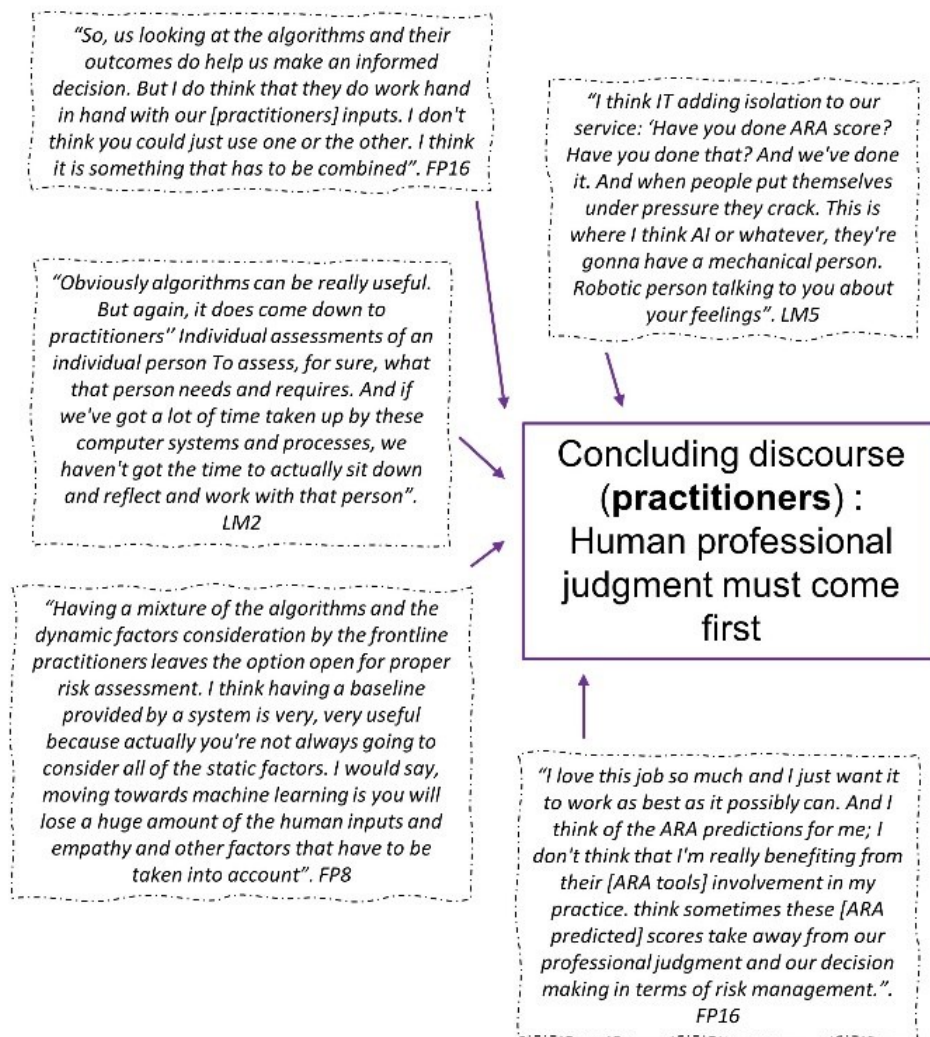 “So, us looking at the algorithms and their
outcomes do help us make an informed
decision. But I do think that they do work hand
in hand with our [practitioners] inputs. I don't
think you could just use one or the other. I think
it is something that has to be combined”. FP16
“I think IT adding isolation to our
service: ‘Have you done ARA score?
Have you done that? And we've done
it. And when people put themselves
under pressure they crack. This is
where I think AI or whatever, they're
gonna have a mechanical person.
Robotic person talking to you about
your feelings”. LM5
“Obviously algorithms can be really useful.
But again, it does come down to
practitioners’’ Individual assessments of an
individual person To assess, for sure, what
that person needs and requires. And if
we've got a lot of time taken up by these
computer systems and processes, we
haven't got the time to actually sit down
and reflect and work with that person”.
LM2
Concluding discourse
(practitioners) :
Human professional
judgment must come
first
“Having a mixture of the algorithms and the
dynamic factors consideration by the frontline
practitioners leaves the option open for proper
risk assessment. I think having a baseline
provided by a system is very, very useful
because actually you're not always going to
consider all of the static factors. I would say,
moving towards machine learning is you will
lose a huge amount of the human inputs and
empathy and other factors that have to be
taken into account”. FP8
“I love this job so much and I just want it
to work as best as it possibly can. And I
think of the ARA predictions for me; I
don't think that I'm really benefiting from
their [ARA tools] involvement in my
practice. think sometimes these [ARA
predicted] scores take away from our
professional judgment and our decision
making in terms of risk management.”.
FP16